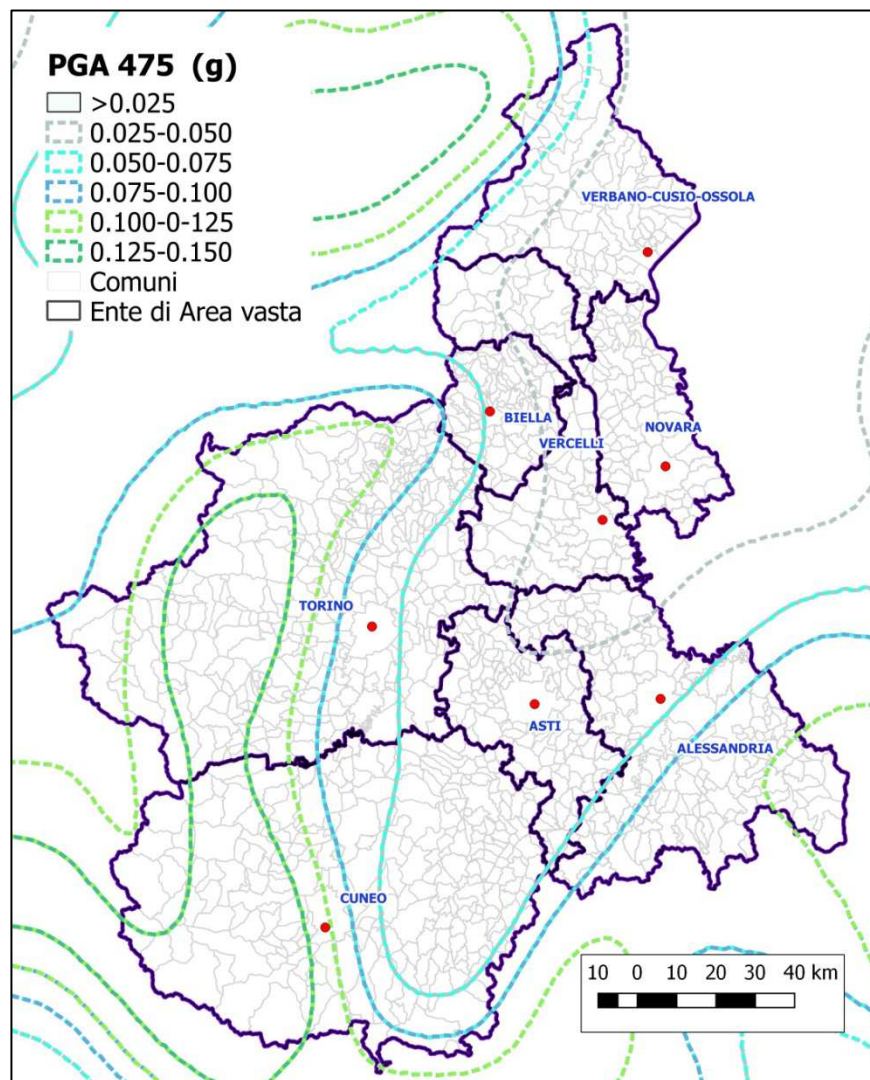 PGA 475 (g)
>0.025
0.025-0.050
0.050-0.075
0.075-0.100
0.100-0-125
0.125-0.150
Comuni
Ente di Area vasta
VERBANO-CUSIO-OSSOLA
BIELLA
VERCELLI
NOVARA
TORINO
ASTI
ALESSANDRIA
CUNEO
10 0 10 20 30 40 km